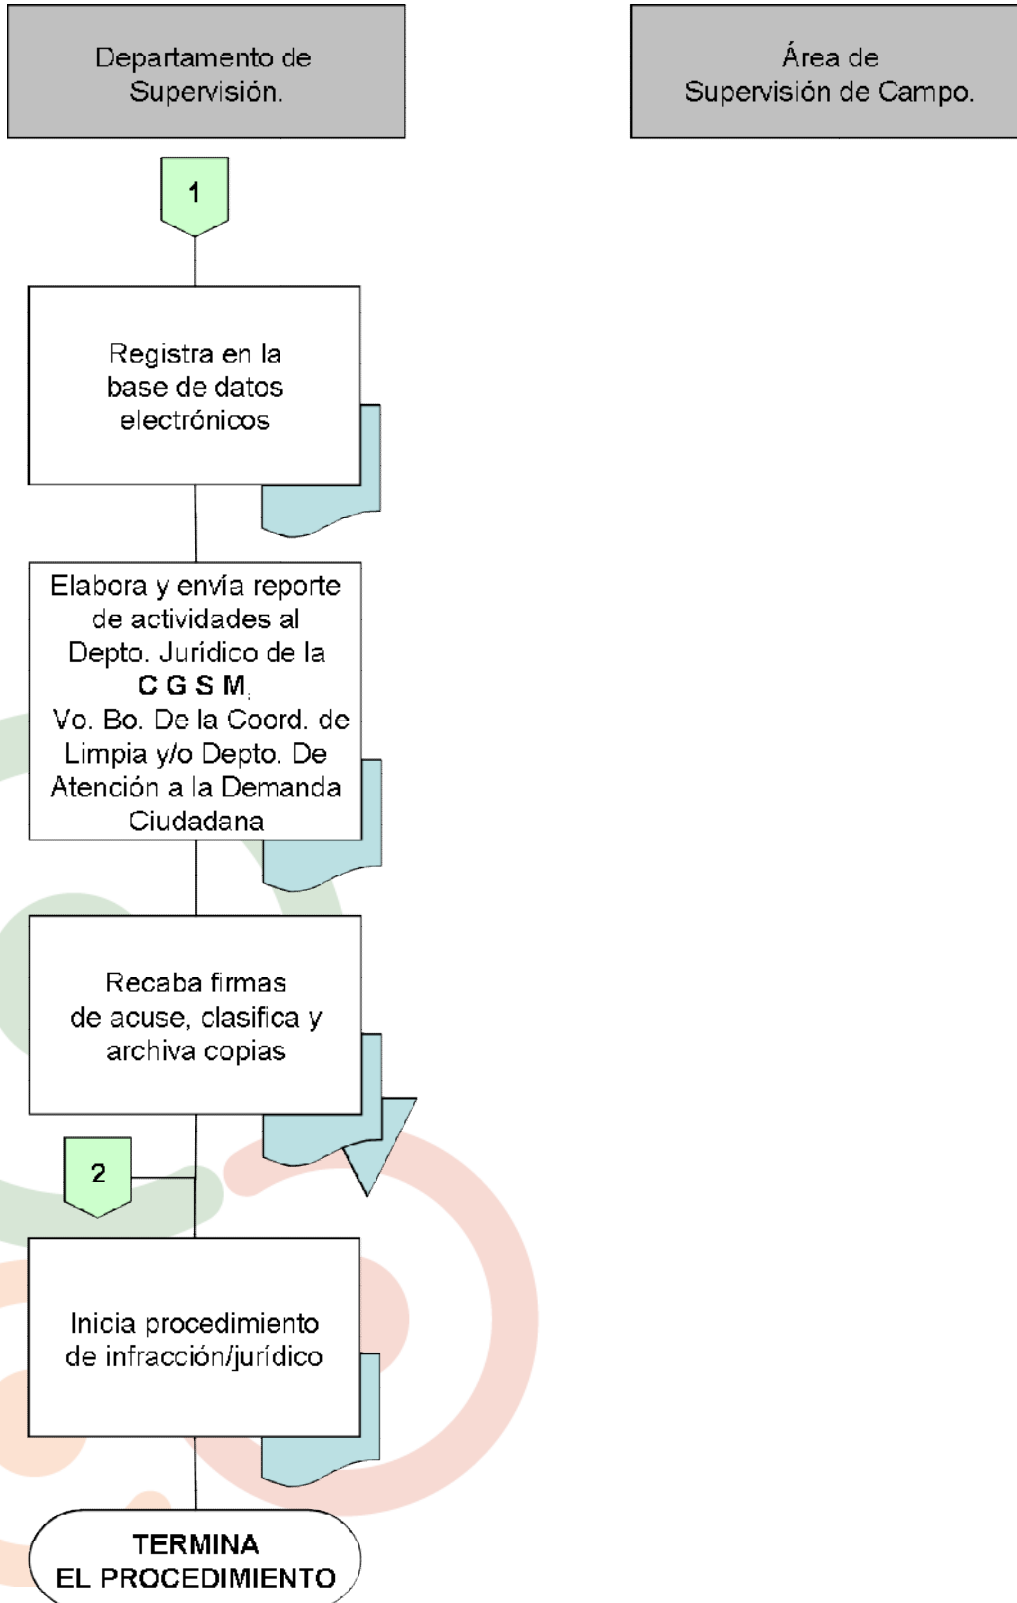 Departamento de
Supervisión.
Área de
Supervisión de Campo.
1
Registra en la
base de datos
electrónicos
Elabora y envía reporte
de actividades al
Depto. Jurídico de la
C G S M,
Vo. Bo. De la Coord. de
Limpia y/o Depto. De
Atención a la Demanda
Ciudadana
Recaba firmas
de acuse, clasifica y
archiva copias
2
Inicia procedimiento
de infracción/jurídico
TERMINA
EL PROCEDIMIENTO